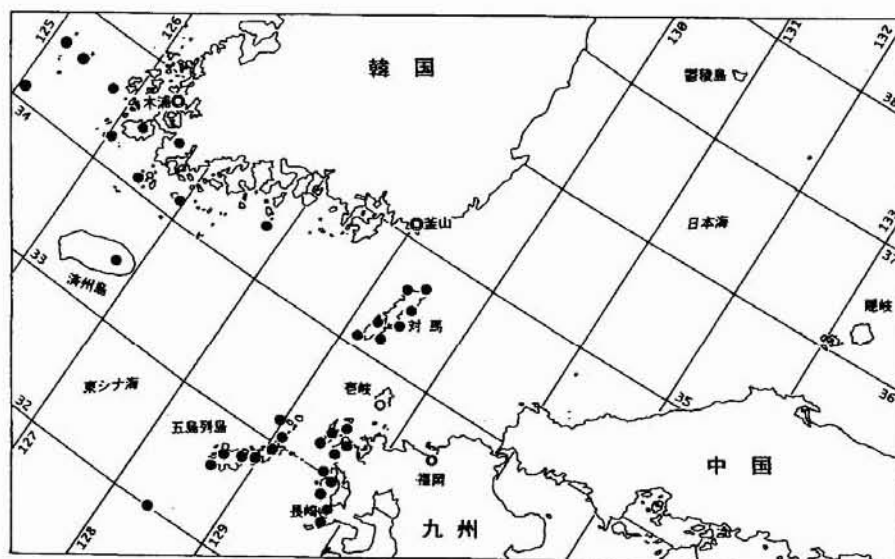 125
126
130
131
132
韓 国
鬱稜島
木浦
34
38
釜山
日本海
133
33
済州島
37
対 馬
隠岐
東シナ海
壱岐
32
35
36
127
五島列島
福岡
中 国
長崎
九 州
128
129